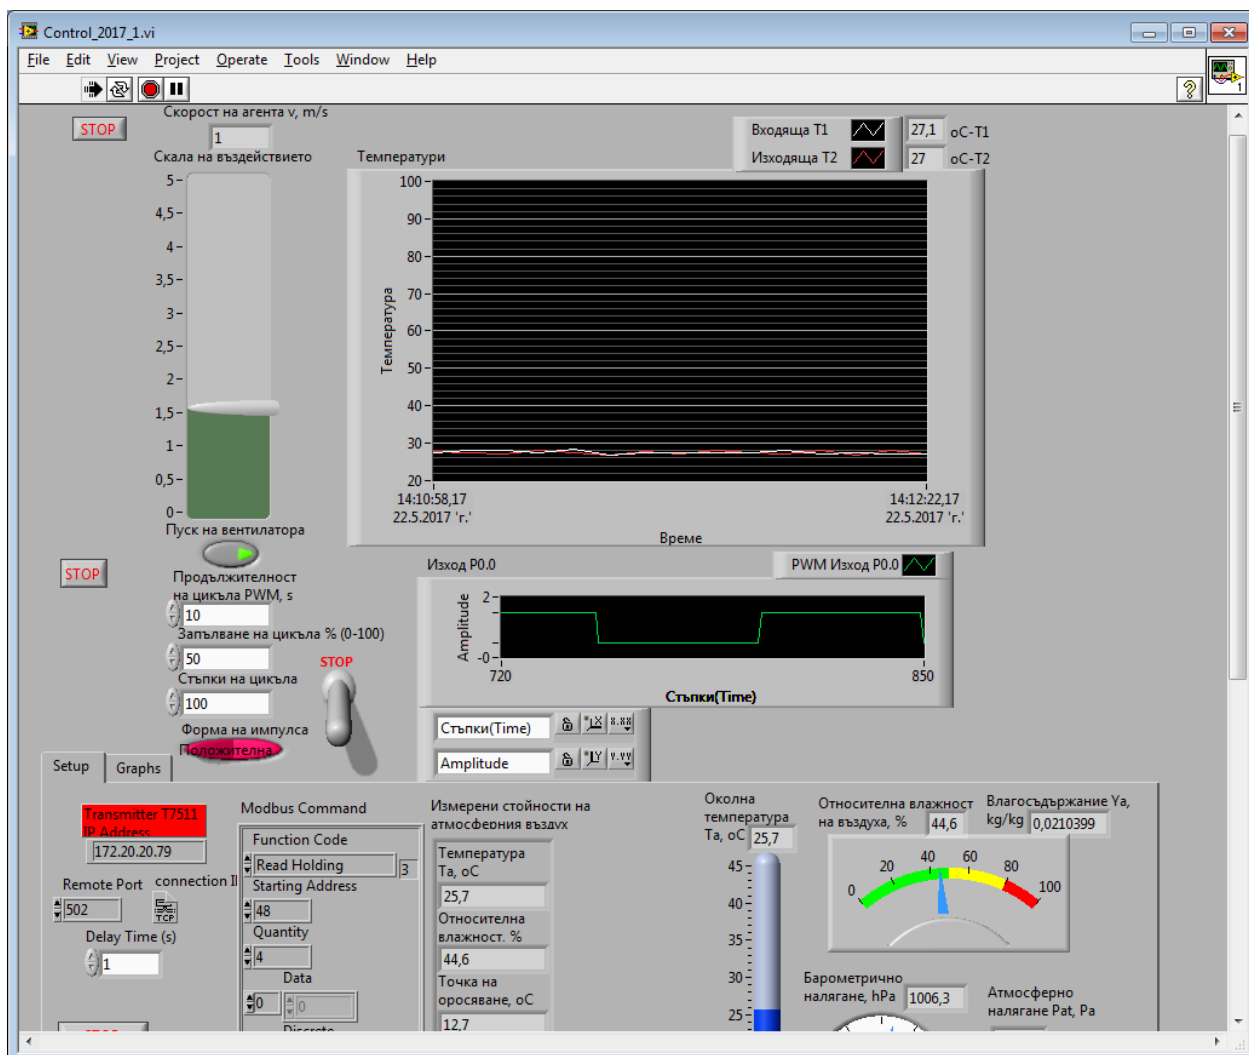 Control_2017_1.vi
File Edit View Project Operate Tools Window Help
1
STOP
Скорост на агента v, m/s
1
Скала на въздействието
5
4,5
4
3,5
3
2,5
2
1,5
1
0,5
0
Пуск на вентилатора
Температури
Входяща T1
27,1 oC-T1
Изходяща T2
27 oC-T2
Температура
100
90
80
70
60
50
40
30
20
14:10:58,17
22.5.2017 'г.'
14:12:22,17
22.5.2017 'г.'
Време
STOP
Продължителност
на цикъла PWM, s
10
Запълване на цикъла % (0-100)
50
Стъпки на цикъла
100
Форма на импулса
Положителна
STOP
Изход P0.0
PWM Изход P0.0
Amplitude
2
-0
720
850
Стъпки(Time)
Стъпки(Time)
X.XX
Amplitude
Y.YY
Setup Graphs
Transmitter T7511
IP Address
172.20.20.79
Remote Port
502
connection I
TCP
Delay Time (s)
1
Modbus Command
Function Code
Read Holding 3
Starting Address
48
Quantity
4
Data
0 0
Discrete
Измерени стойности на
атмосферния въздух
Температура
Ta, oC
25,7
Относителна
влажност. %
44,6
Точка на
оросяване, oC
12,7
Околна
температура
Ta, oC 25,7
45
40
35
30
25
Относителна влажност
на въздуха, % 44,6
0 20 40 60 80 100
Влагосъдържание Ya,
kg/kg 0,0210399
Барометрично
налягане, hPa 1006,3
Атмосферно
налягане Pat, Pa